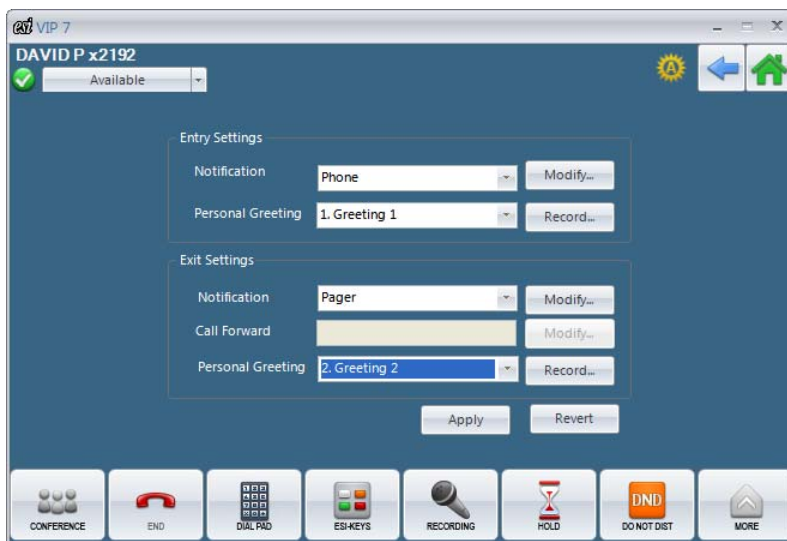 esi VIP 7
DAVID P x2192
Available
A
Entry Settings
Notification Phone Modify...
Personal Greeting 1. Greeting 1 Record...
Exit Settings
Notification Pager Modify...
Call Forward Modify...
Personal Greeting 2. Greeting 2 Record...
Apply Revert
DND
CONFERENCE END DIAL PAD ESI-KEYS RECORDING HOLD DO NOT DIST MORE